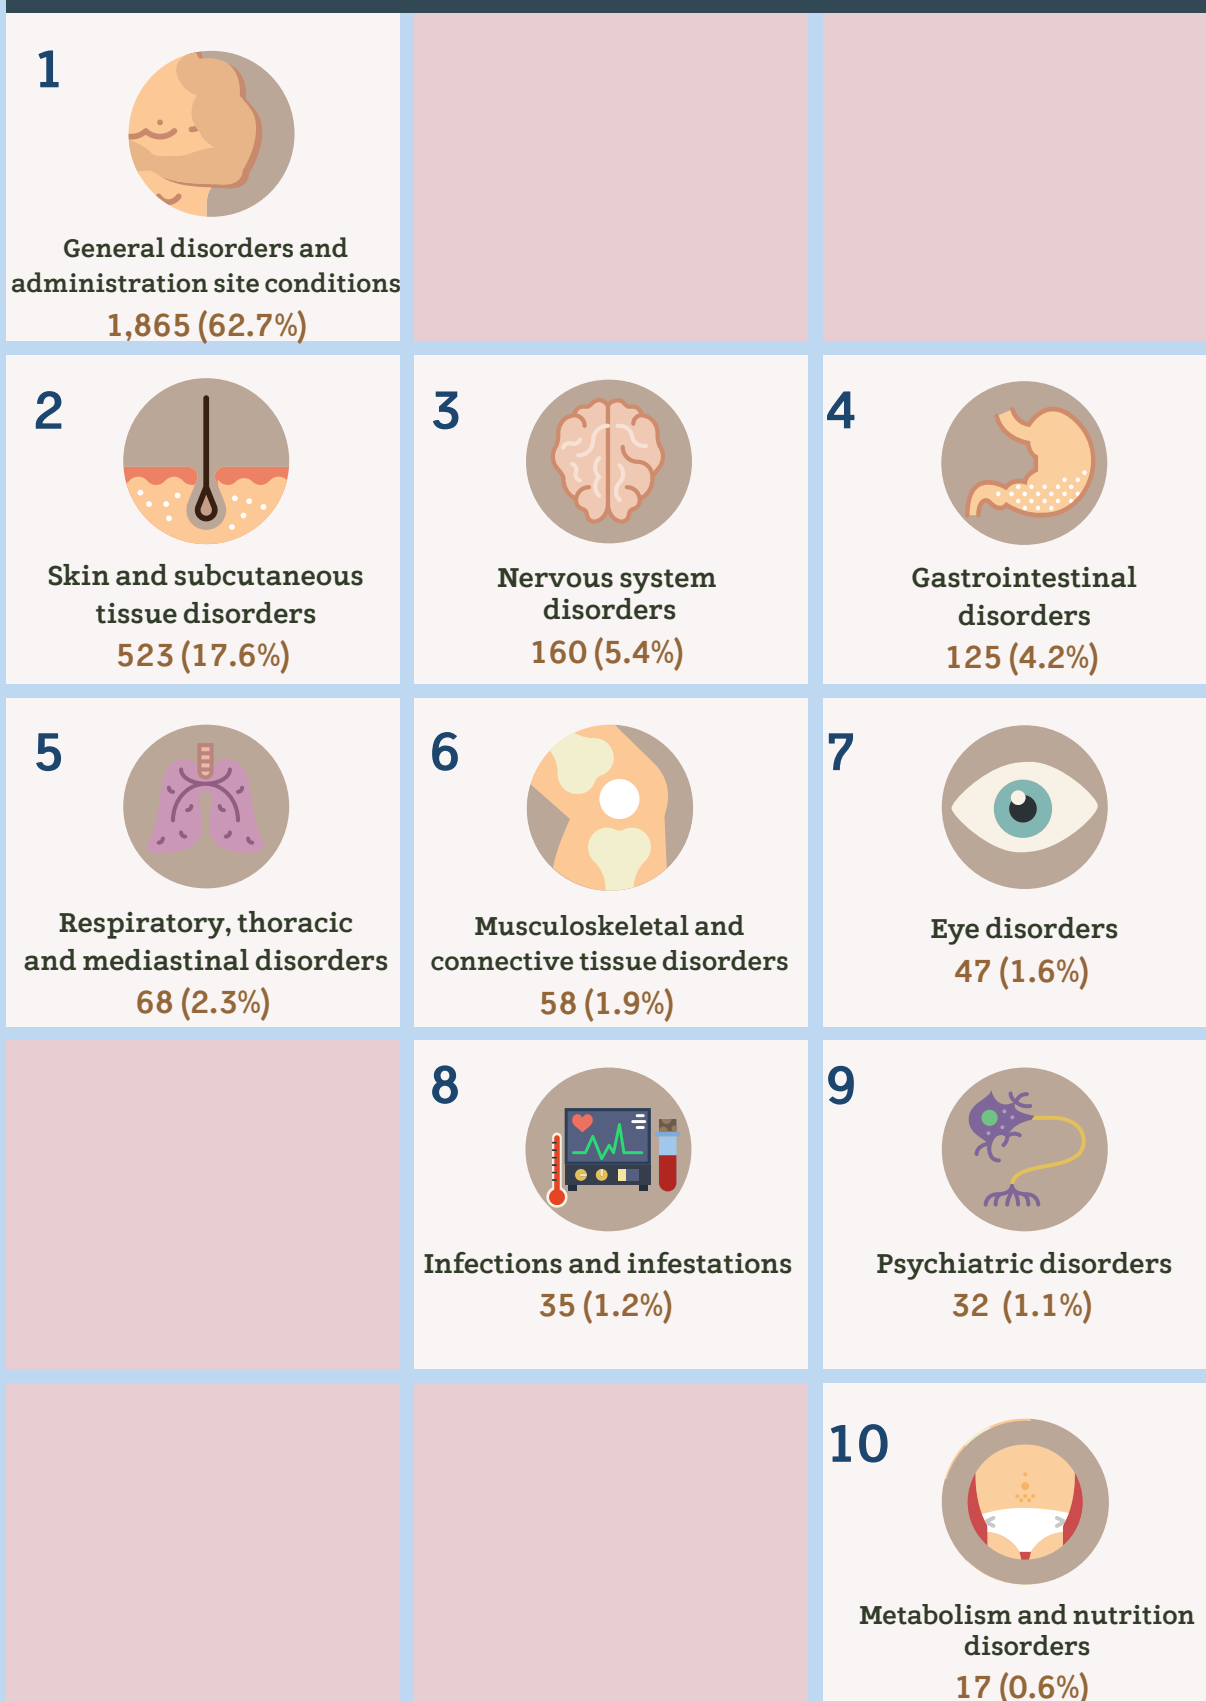 1
General disorders and
administration site conditions
1,865 (62.7%)
2
Skin and subcutaneous
tissue disorders
523 (17.6%)
3
Nervous system
disorders
160 (5.4%)
4
Gastrointestinal
disorders
125 (4.2%)
5
Respiratory, thoracic
and mediastinal disorders
68 (2.3%)
6
Musculoskeletal and
connective tissue disorders
58 (1.9%)
7
Eye disorders
47 (1.6%)
8
Infections and infestations
35 (1.2%)
9
Psychiatric disorders
32 (1.1%)
10
Metabolism and nutrition
disorders
17 (0.6%)